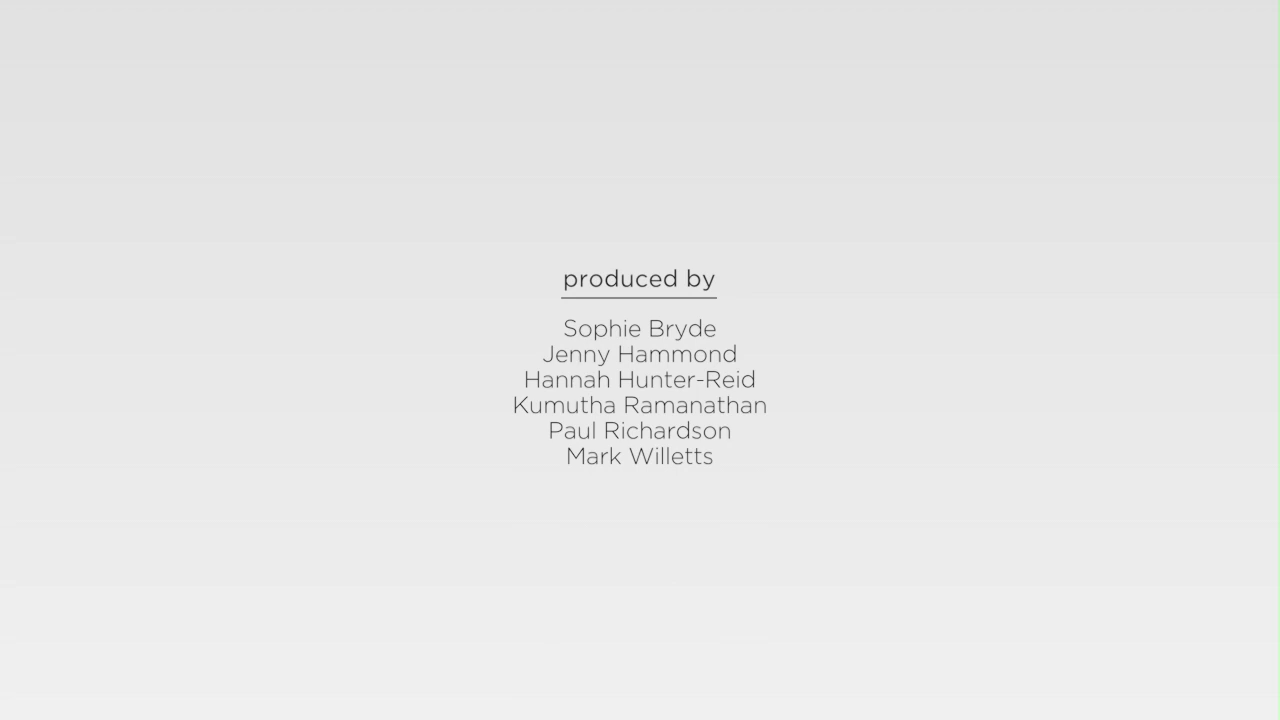 produced by
Sophie Bryde
Jenny Hammond
Hannah Hunter-Reid
Kumutha Ramanathan
Paul Richardson
Mark Willetts